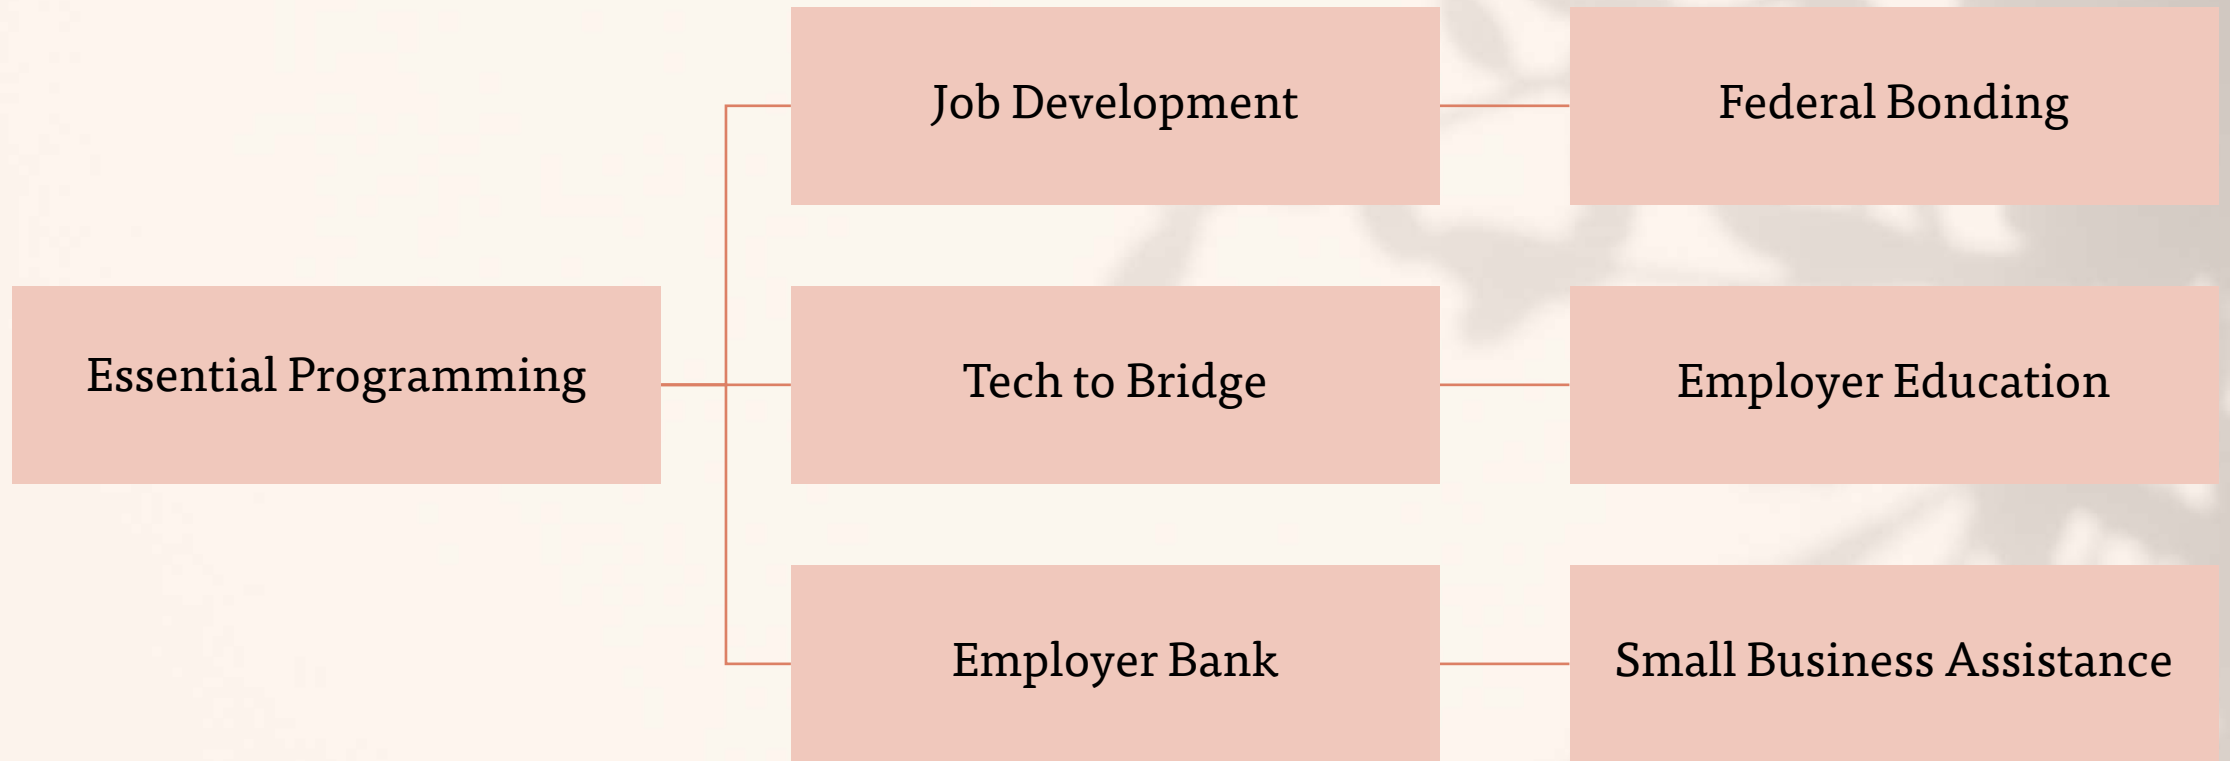 Essential Programming
Job Development
Federal Bonding
Tech to Bridge
Employer Education
Employer Bank
Small Business Assistance